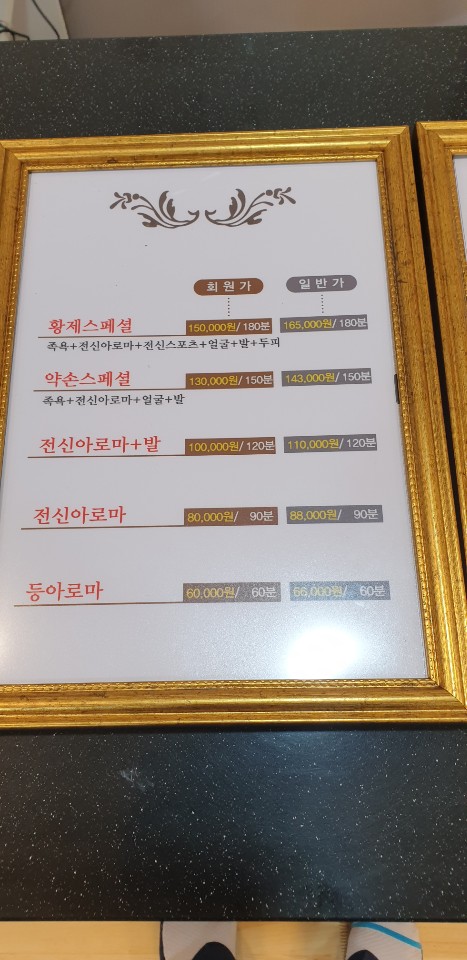 회원가 일반가
황제스페셜 150,000원/ 180분 165,000원/ 180분
족욕+전신아로마+전신스포츠+얼굴+발+두피
약손스페셜 130,000원/ 150분 143,000원/ 150분
족욕+전신아로마+얼굴+발
전신아로마+발 100,000원/ 120분 110,000원/ 120분
전신아로마 80,000원/ 90분 88,000원/ 90분
등아로마 60,000원/ 60분 66,000원/ 60분